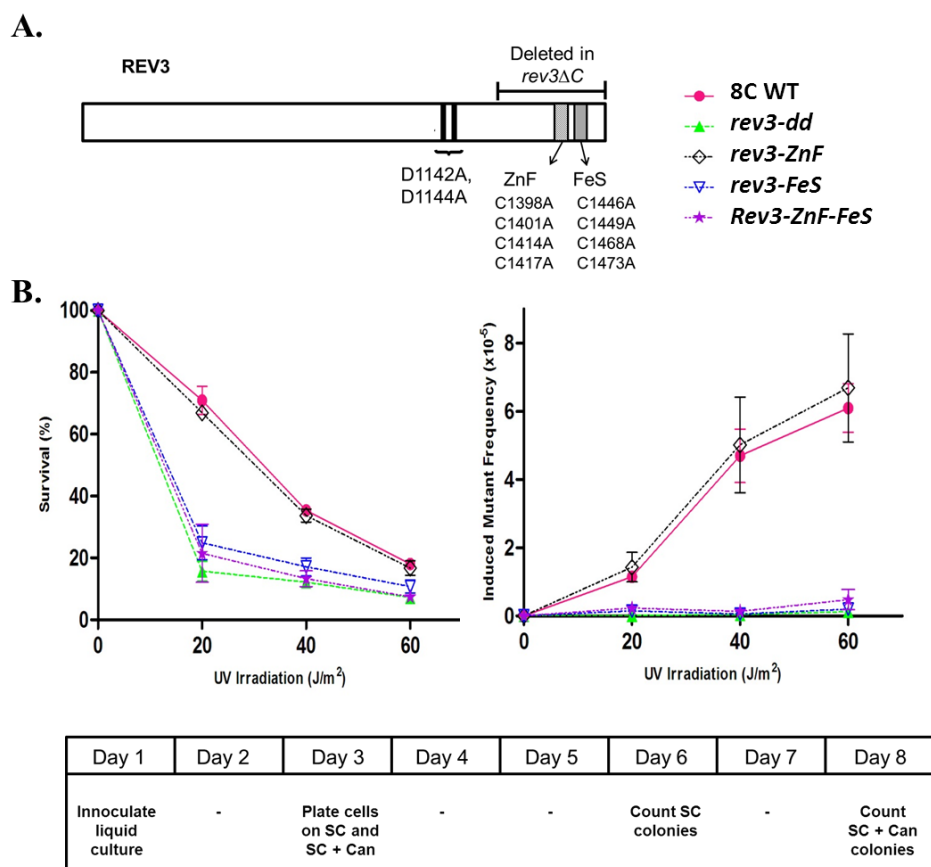 A.
REV3
Deleted in
rev3ΔC
D1142A,
D1144A
ZnF
C1398A
C1401A
C1414A
C1417A
FeS
C1446A
C1449A
C1468A
C1473A
8C WT
rev3-dd
rev3-ZnF
rev3-FeS
Rev3-ZnF-FeS
B.
Survival (%)
100
80
60
40
20
0
0 20 40 60
UV Irradiation (J/m²)
Induced Mutant Frequency (x10⁻⁵)
8
6
4
2
0
0 20 40 60
UV Irradiation (J/m²)
Day 1 Day 2 Day 3 Day 4 Day 5 Day 6 Day 7 Day 8
Innoculate
liquid
culture
-
Plate cells
on SC and
SC + Can
-
-
Count SC
colonies
-
Count
SC + Can
colonies